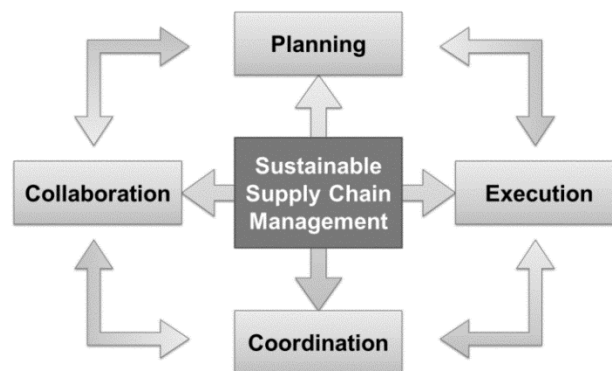 Planning
Collaboration
Sustainable
Supply Chain
Management
Execution
Coordination